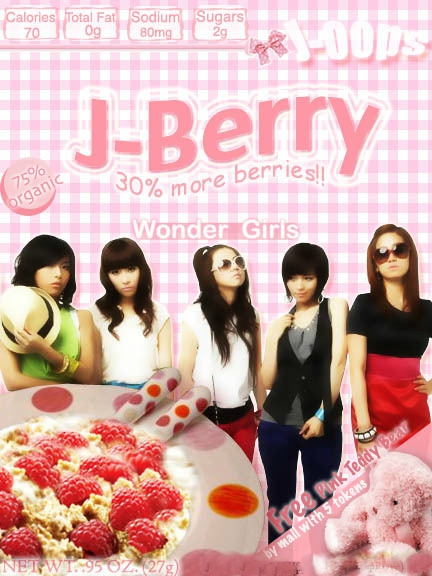 Calories
70
Total Fat
0g
Sodium
80mg
Sugars
2g
J-OOps
J-Berry
30% more berries!!
75%
organic
Wonder Girls
Free Pink Teddy Bear
by mail with 5 tokens
NET WT. .95 OZ. (27g)